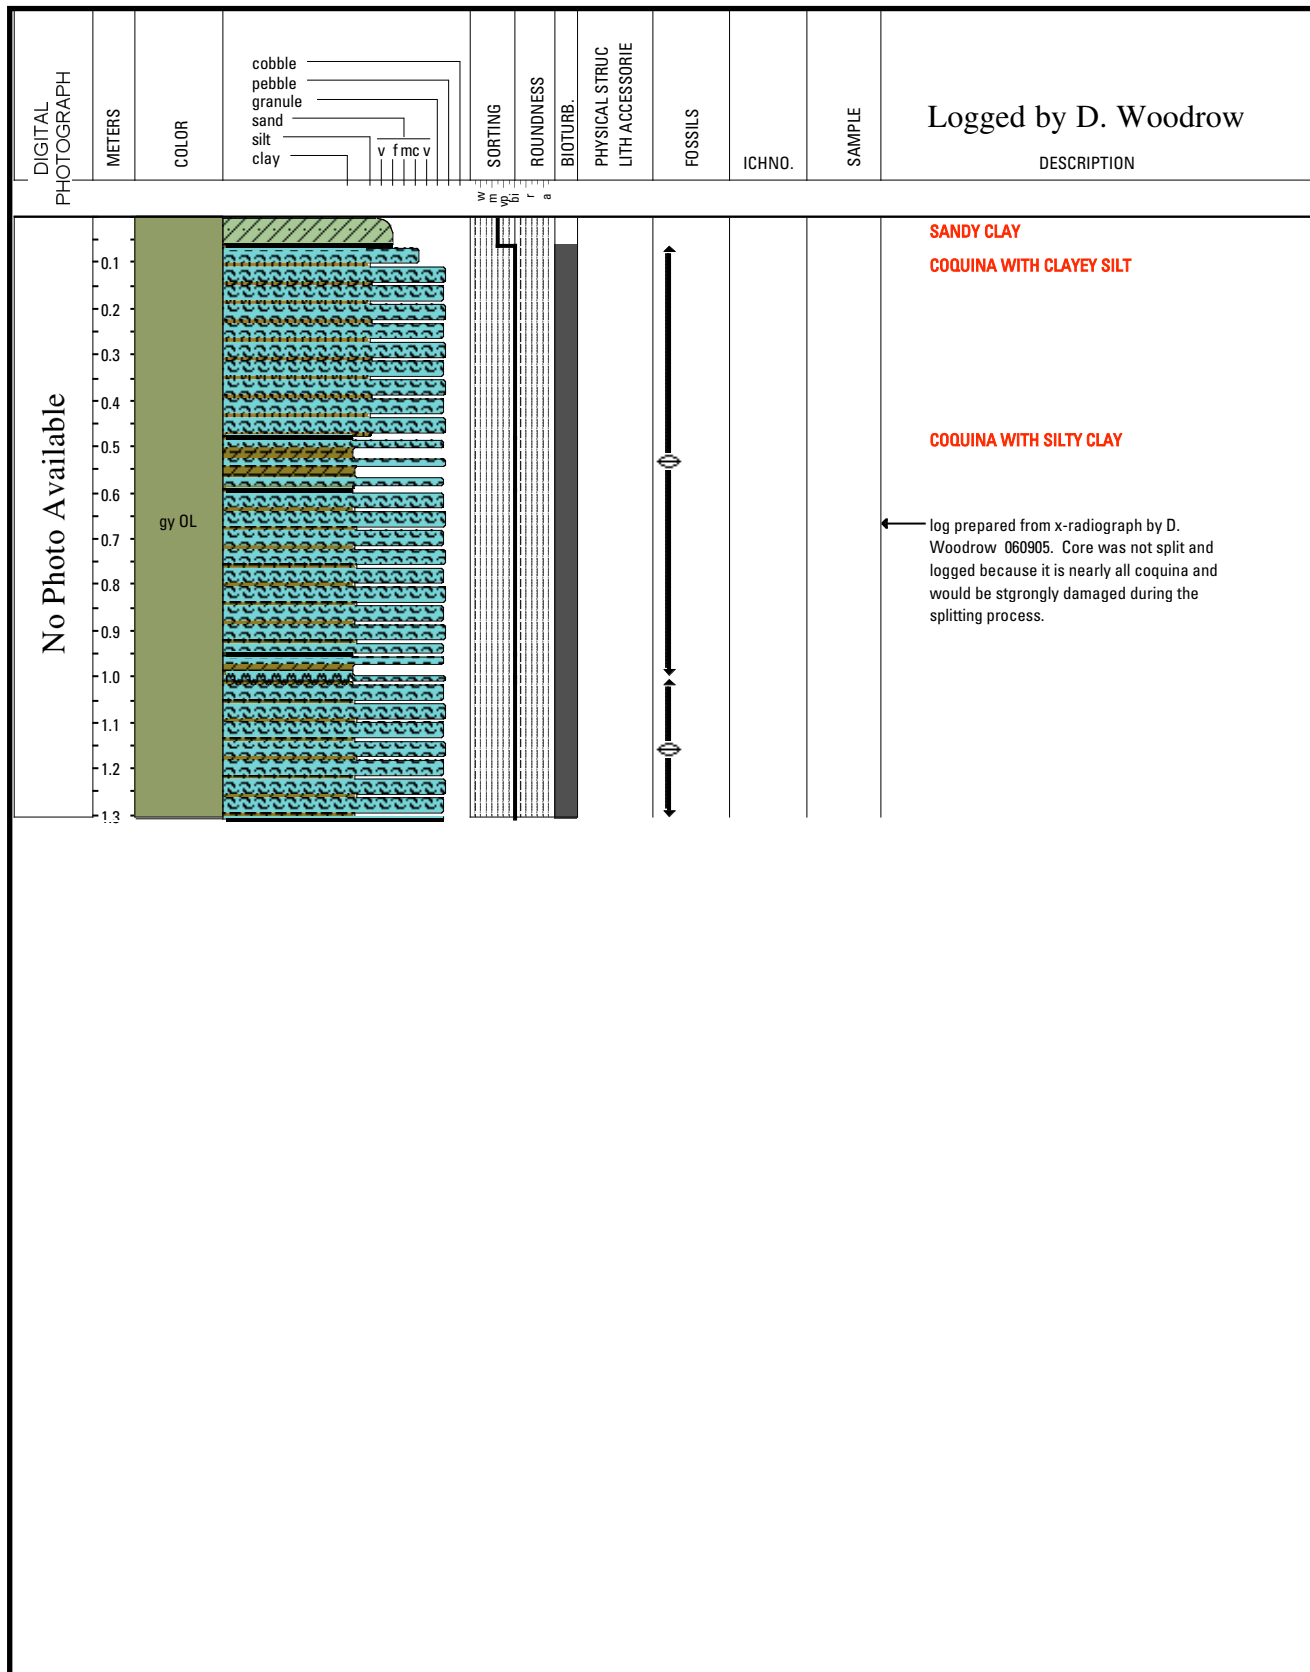 DIGITAL
PHOTOGRAPH
METERS
COLOR
cobble
pebble
granule
sand
silt
clay
v f m c v
SORTING
ROUNDNESS
BIOTURB.
PHYSICAL STRUC
LITH ACCESSORIE
FOSSILS
ICHNO.
SAMPLE
Logged by D. Woodrow
DESCRIPTION
w
m
vp
bi
r
a
No Photo Available
0.1
0.2
0.3
0.4
0.5
0.6
0.7
0.8
0.9
1.0
1.1
1.2
1.3
gy OL
SANDY CLAY
COQUINA WITH CLAYEY SILT
COQUINA WITH SILTY CLAY
log prepared from x-radiograph by D.
Woodrow 060905. Core was not split and
logged because it is nearly all coquina and
would be stgrongly damaged during the
splitting process.